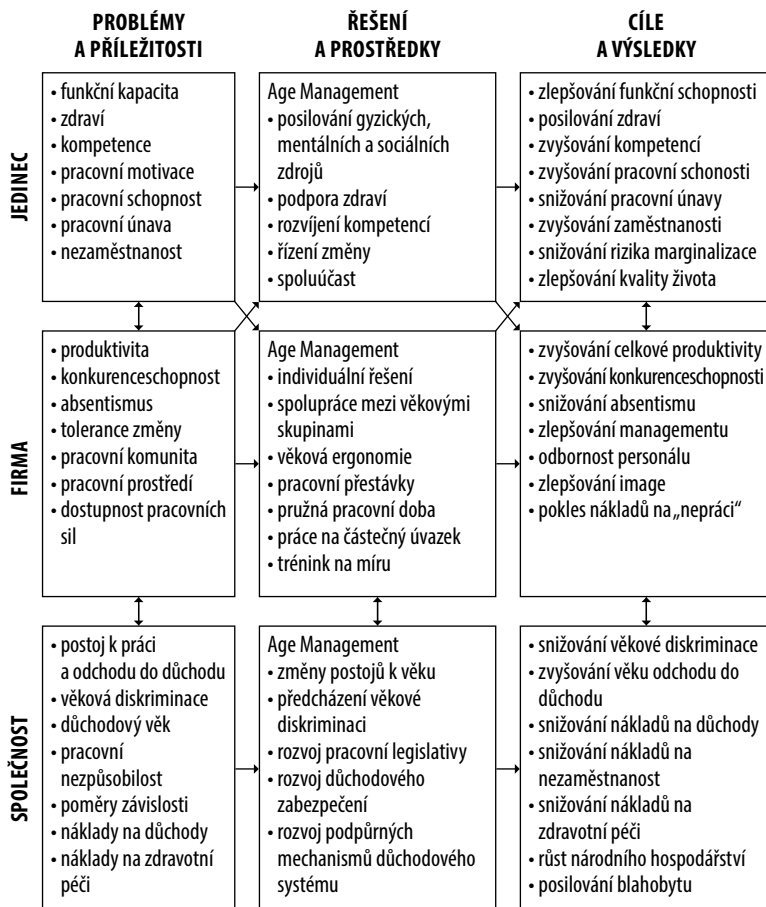 PROBLÉMY
A PŘÍLEŽITOSTI
ŘEŠENÍ
A PROSTŘEDKY
CÍLE
A VÝSLEDKY
JEDINEC
• funkční kapacita
• zdraví
• kompetence
• pracovní motivace
• pracovní schopnost
• pracovní únava
• nezaměstnanost
Age Management
• posilování gyzických,
mentálních a sociálních
zdrojů
• podpora zdraví
• rozvíjení kompetencí
• řízení změny
• spoluúčast
• zlepšování funkční schopnosti
• posilování zdraví
• zvyšování kompetencí
• zvyšování pracovní schonosti
• snižování pracovní únavy
• zvyšování zaměstnanosti
• snižování rizika marginalizace
• zlepšování kvality života
FIRMA
• produktivita
• konkurenceschopnost
• absentismus
• tolerance změny
• pracovní komunita
• pracovní prostředí
• dostupnost pracovních
sil
Age Management
• individuální řešení
• spolupráce mezi věkovými
skupinami
• věková ergonomie
• pracovní přestávky
• pružná pracovní doba
• práce na částečný úvazek
• trénink na míru
• zvyšování celkové produktivity
• zvyšování konkurenceschopnosti
• snižování absentismu
• zlepšování managementu
• odbornost personálu
• zlepšování image
• pokles nákladů na „nepráci“
SPOLEČNOST
• postoj k práci
a odchodu do důchodu
• věková diskriminace
• důchodový věk
• pracovní
nezpůsobilost
• poměry závislosti
• náklady na důchody
• náklady na zdravotní
péči
Age Management
• změny postojů k věku
• předcházení věkové
diskriminaci
• rozvoj pracovní legislativy
• rozvoj důchodového
zabezpečení
• rozvoj podpůrných
mechanismů důchodového
systému
• snižování věkové diskriminace
• zvyšování věku odchodu do
důchodu
• snižování nákladů na důchody
• snižování nákladů na
nezaměstnanost
• snižování nákladů na
zdravotní péči
• růst národního hospodářství
• posilování blahobytu